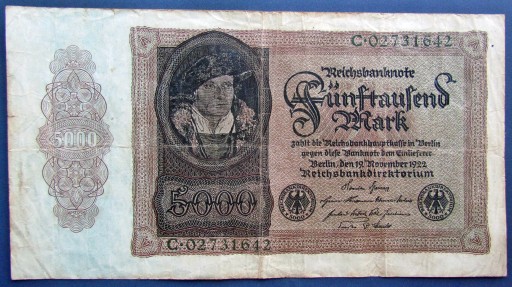 C·02731642
Reichsbanknote
Fünftausend
Mark
zahlt die Reichsbankhauptkasse in Berlin
gegen diese Banknote dem Einlieferer
Berlin, den 19. November 1922
Reichsbankdirektorium
5000
5000
C·02731642